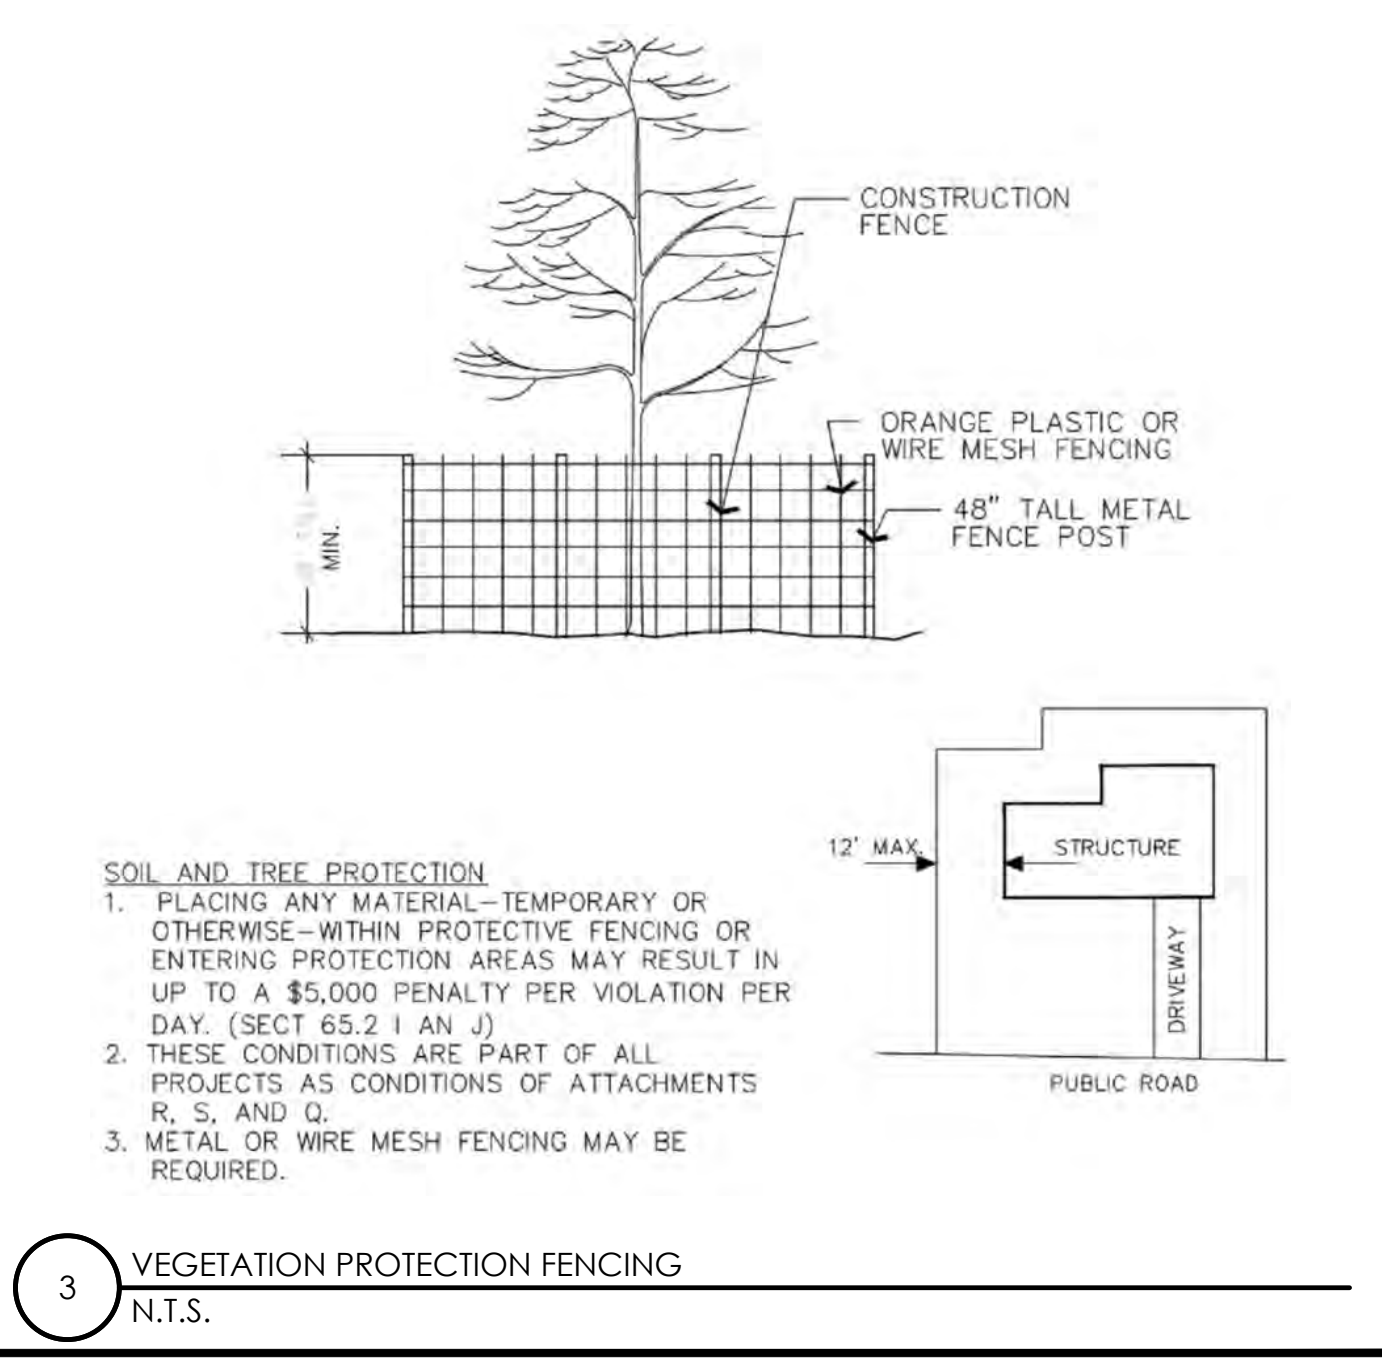 CONSTRUCTION
FENCE
ORANGE PLASTIC OR
WIRE MESH FENCING
48" TALL METAL
FENCE POST
MIN.
12' MAX.
STRUCTURE
DRIVEWAY
PUBLIC ROAD
SOIL AND TREE PROTECTION
1. PLACING ANY MATERIAL-TEMPORARY OR
OTHERWISE-WITHIN PROTECTIVE FENCING OR
ENTERING PROTECTION AREAS MAY RESULT IN
UP TO A $5,000 PENALTY PER VIOLATION PER
DAY. (SECT 65.2 I AN J)
2. THESE CONDITIONS ARE PART OF ALL
PROJECTS AS CONDITIONS OF ATTACHMENTS
R, S, AND Q.
3. METAL OR WIRE MESH FENCING MAY BE
REQUIRED.
3
VEGETATION PROTECTION FENCING
N.T.S.